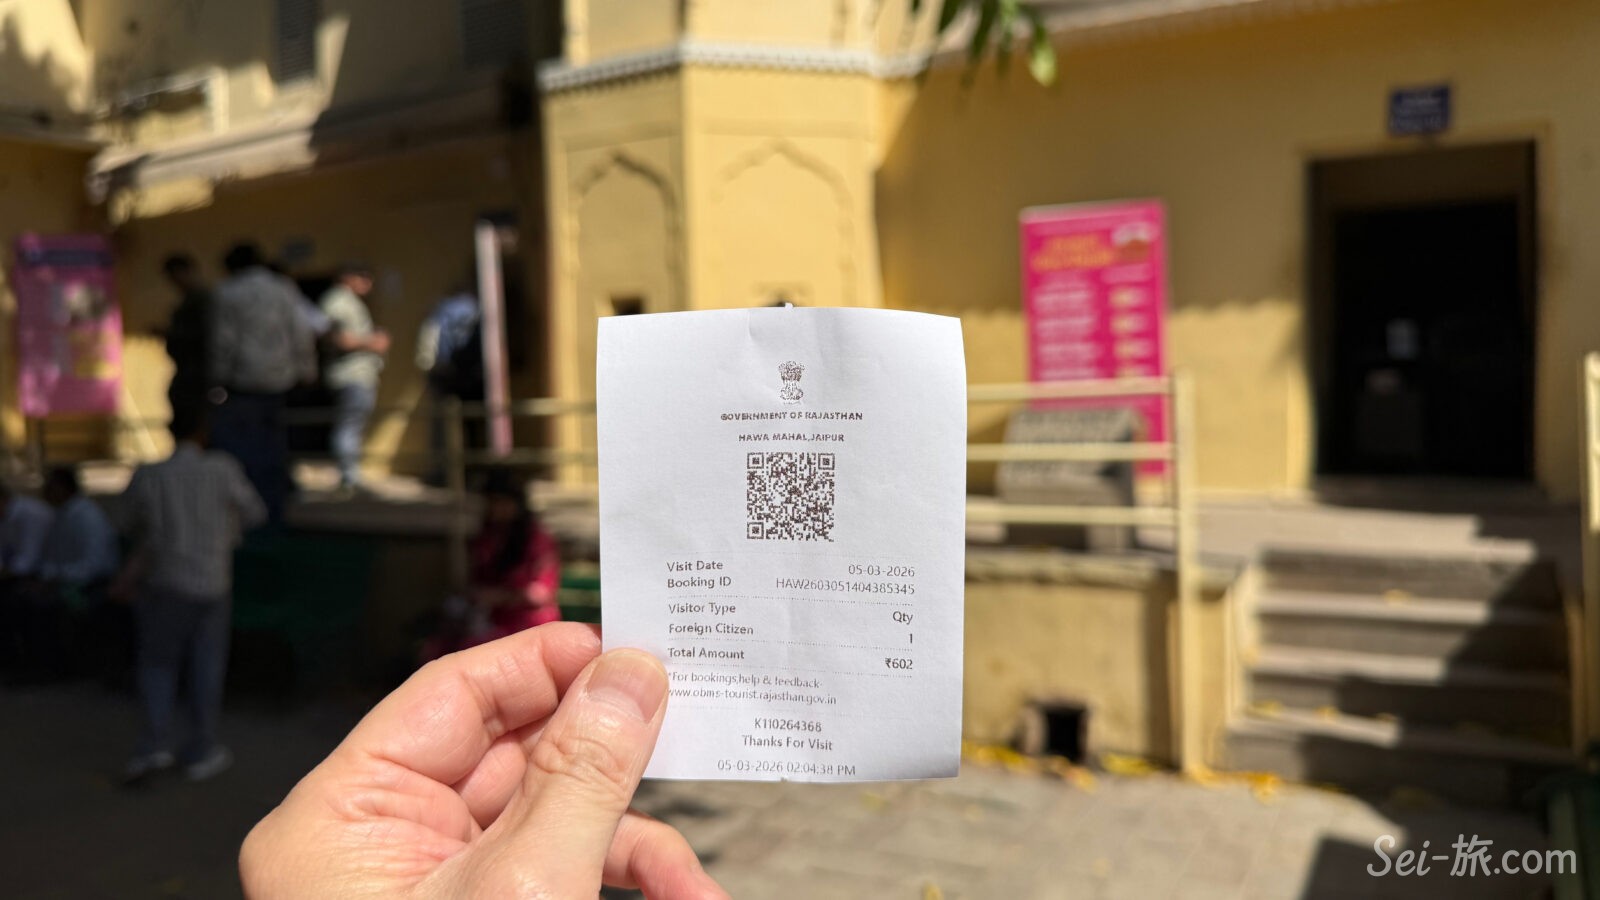 GOVERNMENT OF RAJASTHAN
HAWA MAHAL,JAIPUR
Visit Date 05-03-2026
Booking ID HAW2603051404385345
Visitor Type Qty
Foreign Citizen 1
Total Amount ₹602
*For bookings,help & feedback-
www.obms-tourist.rajasthan.gov.in
K110264368
Thanks For Visit
05-03-2026 02:04:38 PM
Sei-旅.com